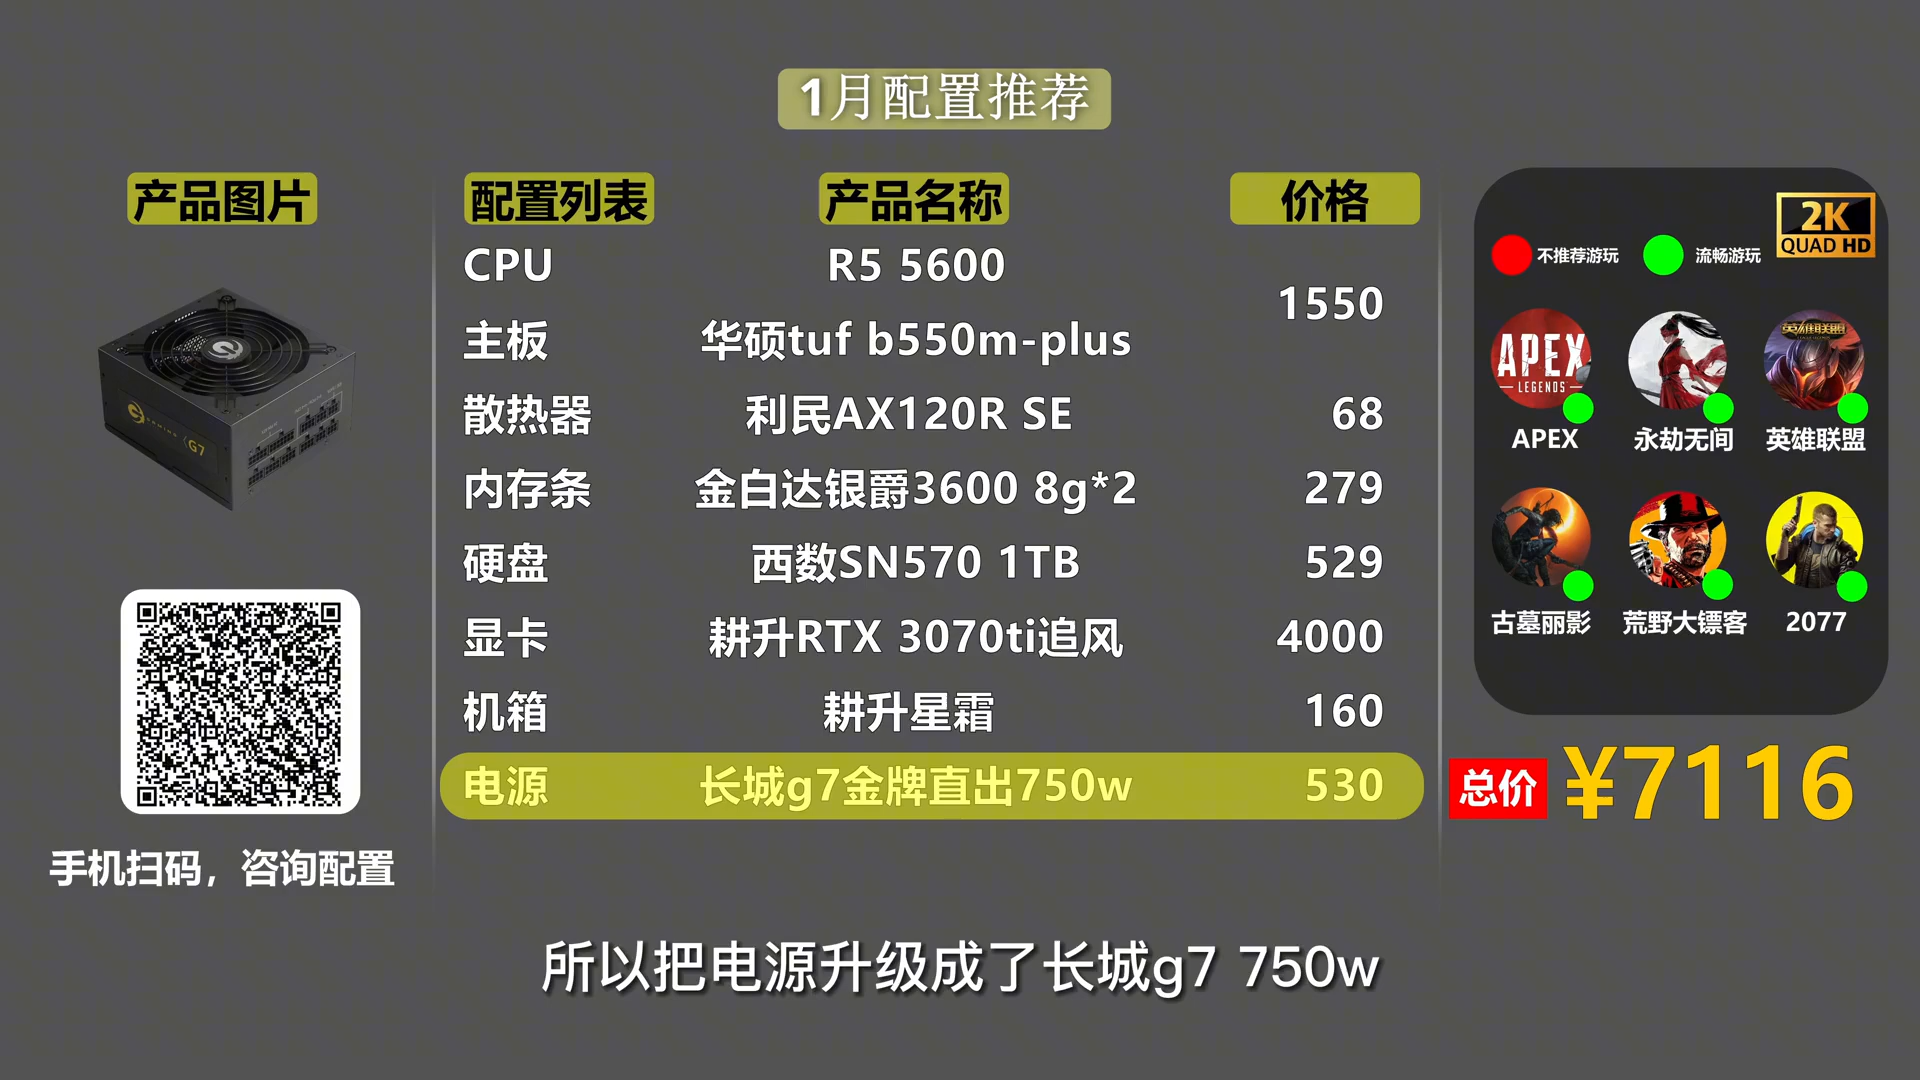 1月配置推荐
产品图片 配置列表 产品名称 价格
CPU R5 5600
1550
主板 华硕tuf b550m-plus
散热器 利民AX120R SE 68
内存条 金百达银爵3600 8g*2 279
硬盘 西数SN570 1TB 529
显卡 耕升RTX 3070ti追风 4000
机箱 耕升星霜 160
电源 长城g7金牌直出750w 530
G7
手机扫码，咨询配置
2K
QUAD HD
不推荐游玩 流畅游玩
APEX
LEGENDS
英雄联盟
APEX 永劫无间 英雄联盟
古墓丽影 荒野大镖客 2077
总价 ¥7116
所以把电源升级成了长城g7 750w